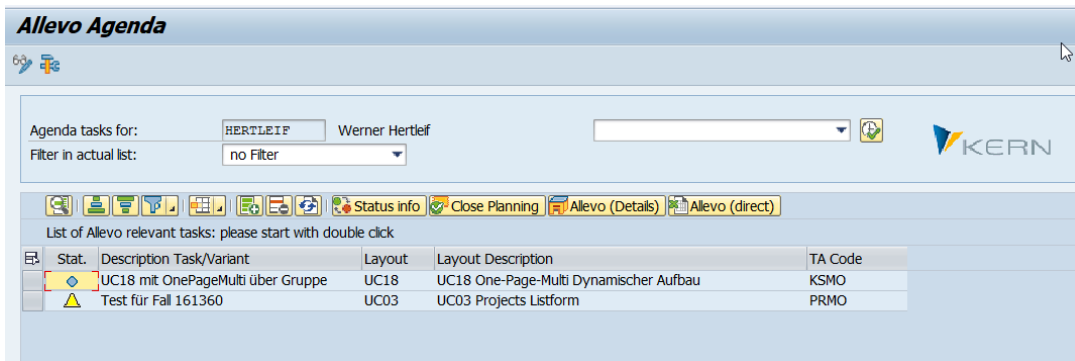 Allevo Agenda
Agenda tasks for: HERTLEIF Werner Hertleif
Filter in actual list: no Filter
KERN
Status info Close Planning Allevo (Details) Allevo (direct)
List of Allevo relevant tasks: please start with double click
Stat. Description Task/Variant Layout Layout Description TA Code
UC18 mit OnePageMulti über Gruppe UC18 UC18 One-Page-Multi Dynamischer Aufbau KSMO
Test für Fall 161360 UC03 UC03 Projects Listform PRMO